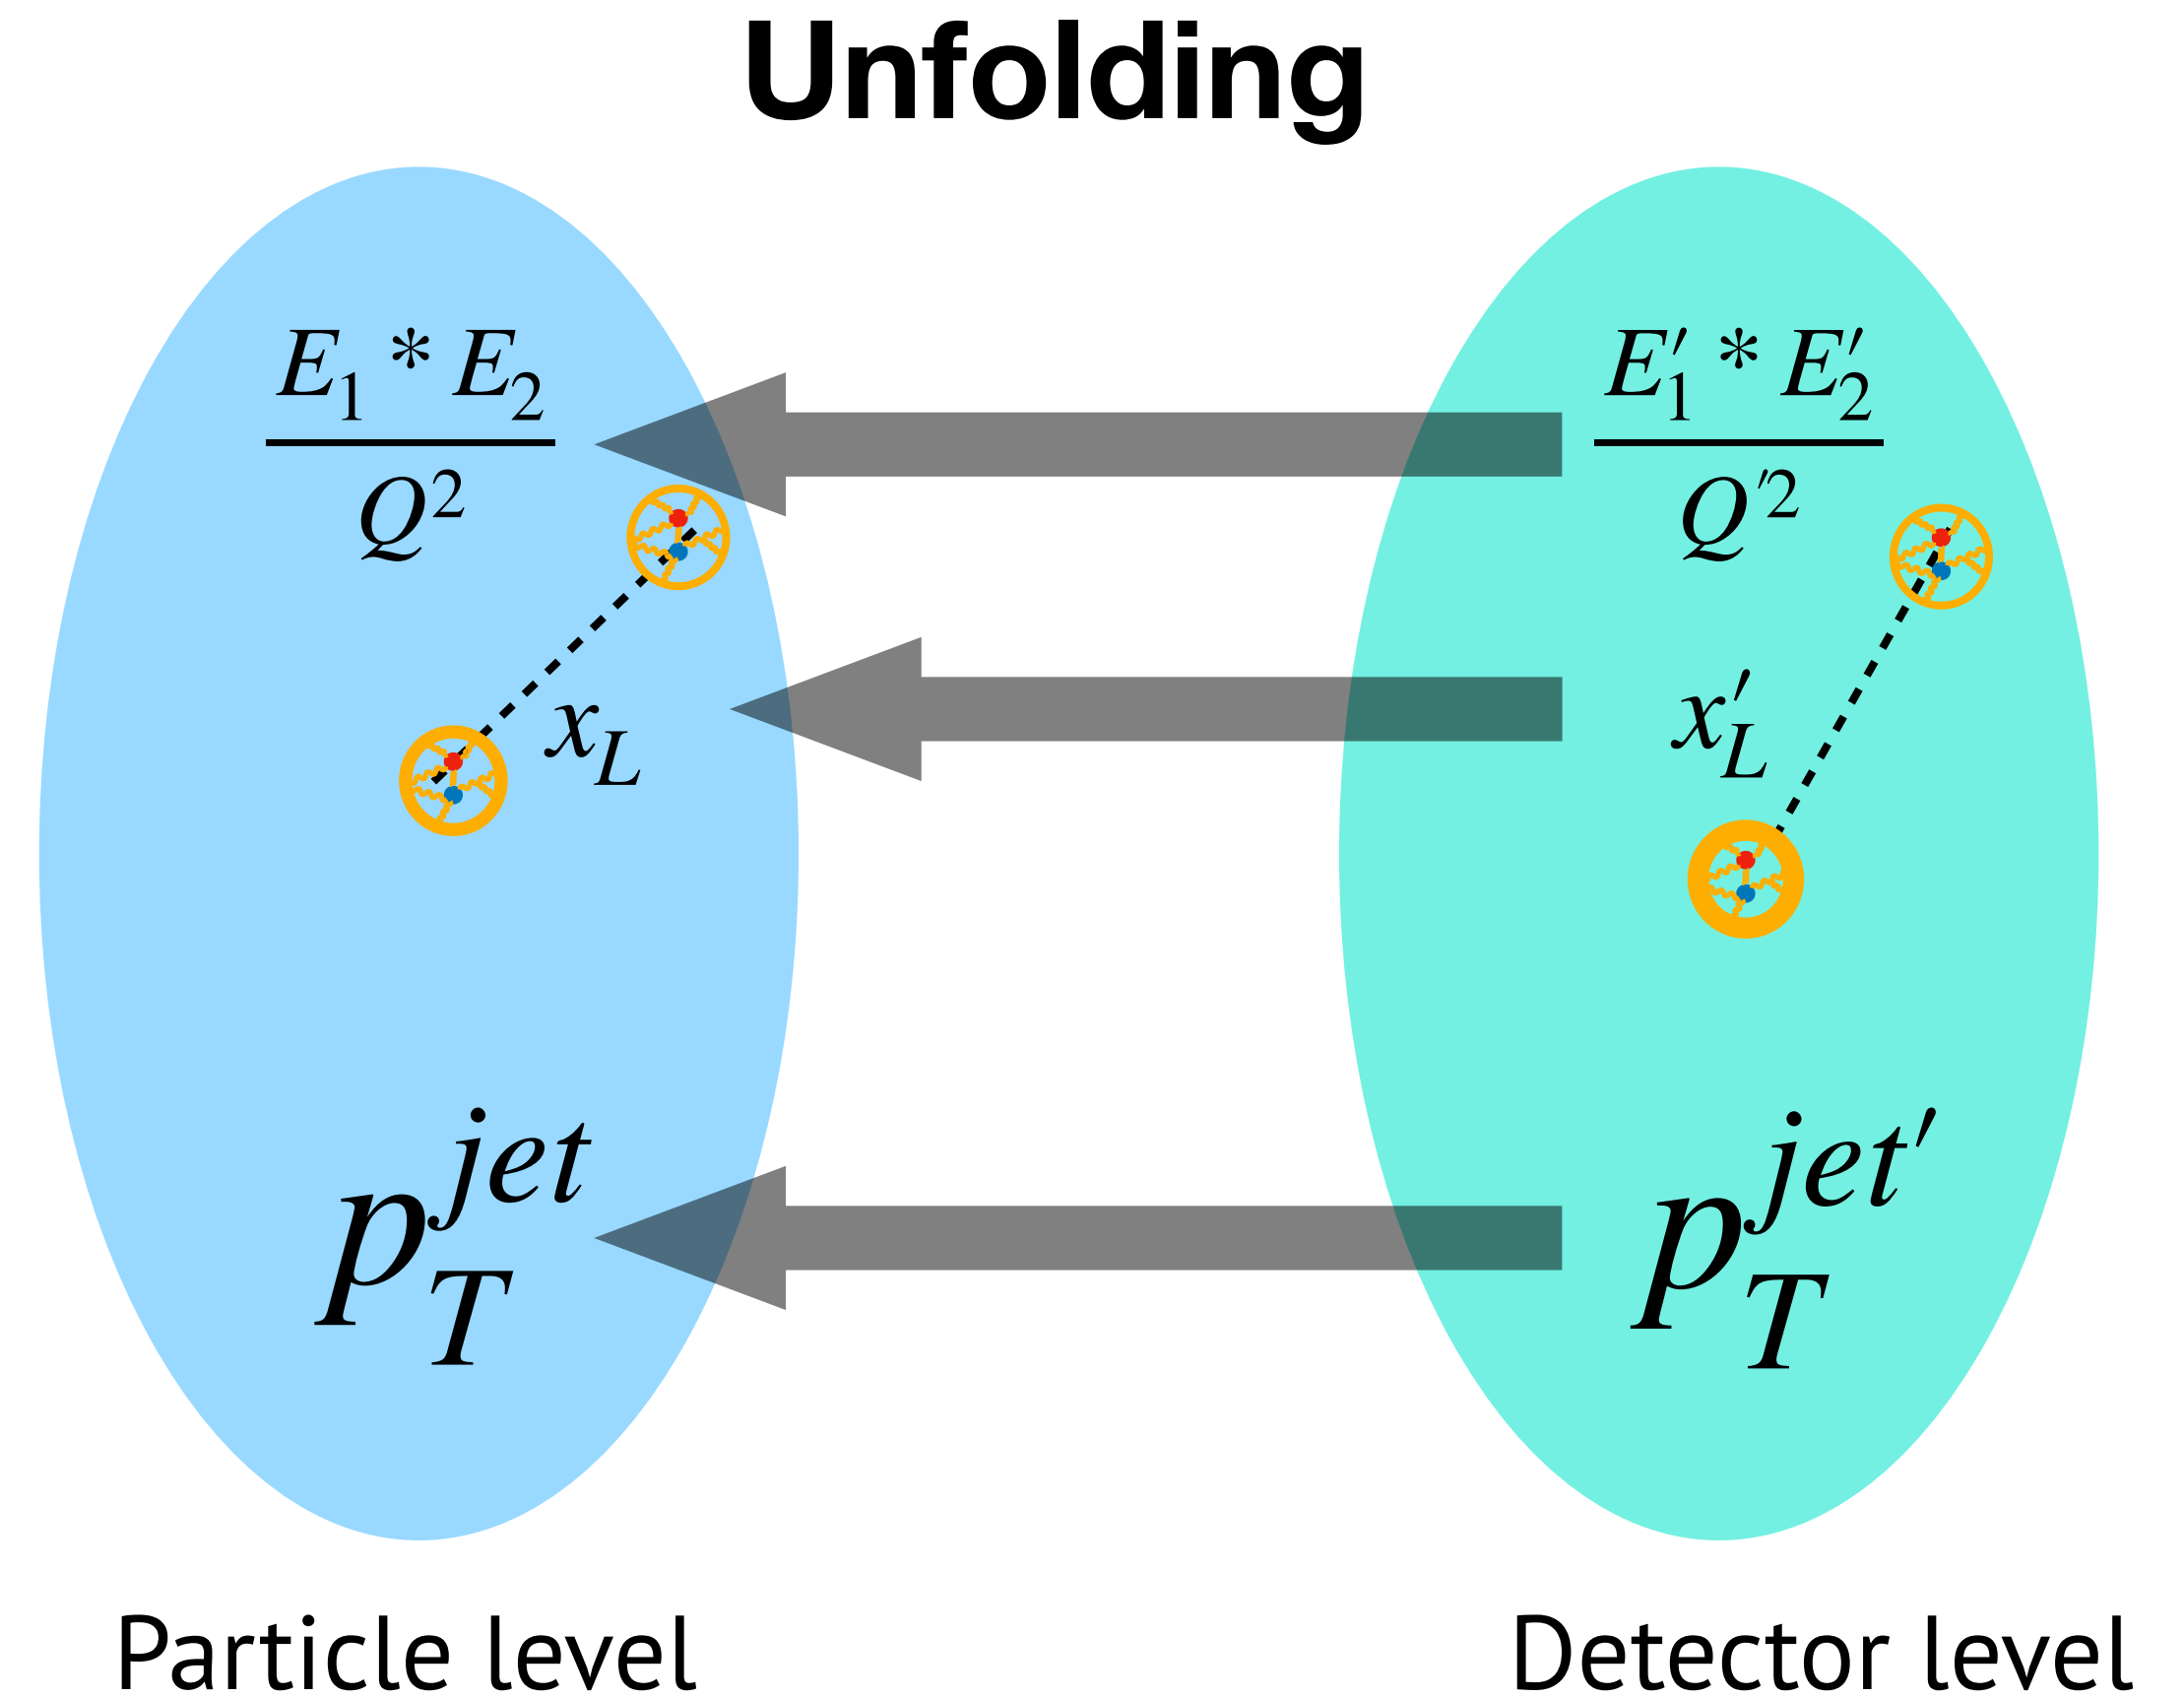 Unfolding
E₁ * E₂ / Q²
E′₁ * E′₂ / Q′²
x_L
x′_L
p_T^jet
p_T^jet′
Particle level
Detector level